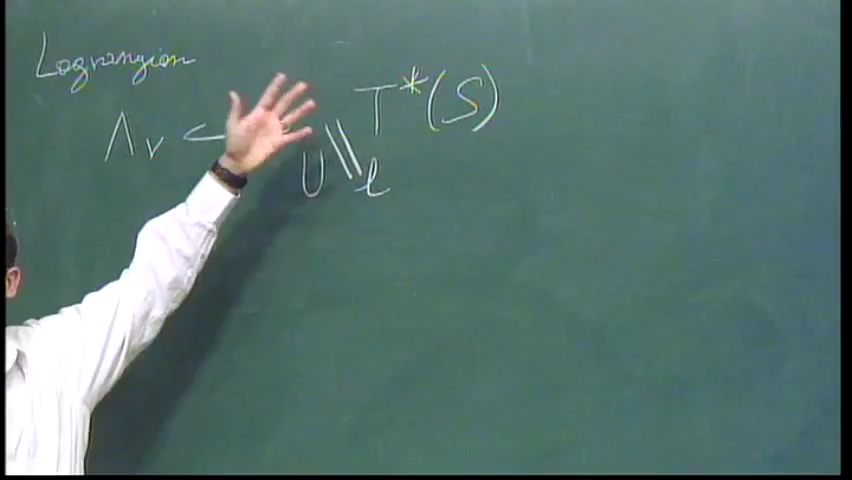 Lagrangian
Λ_v ⊂ T*(S)
U \\ ℓ